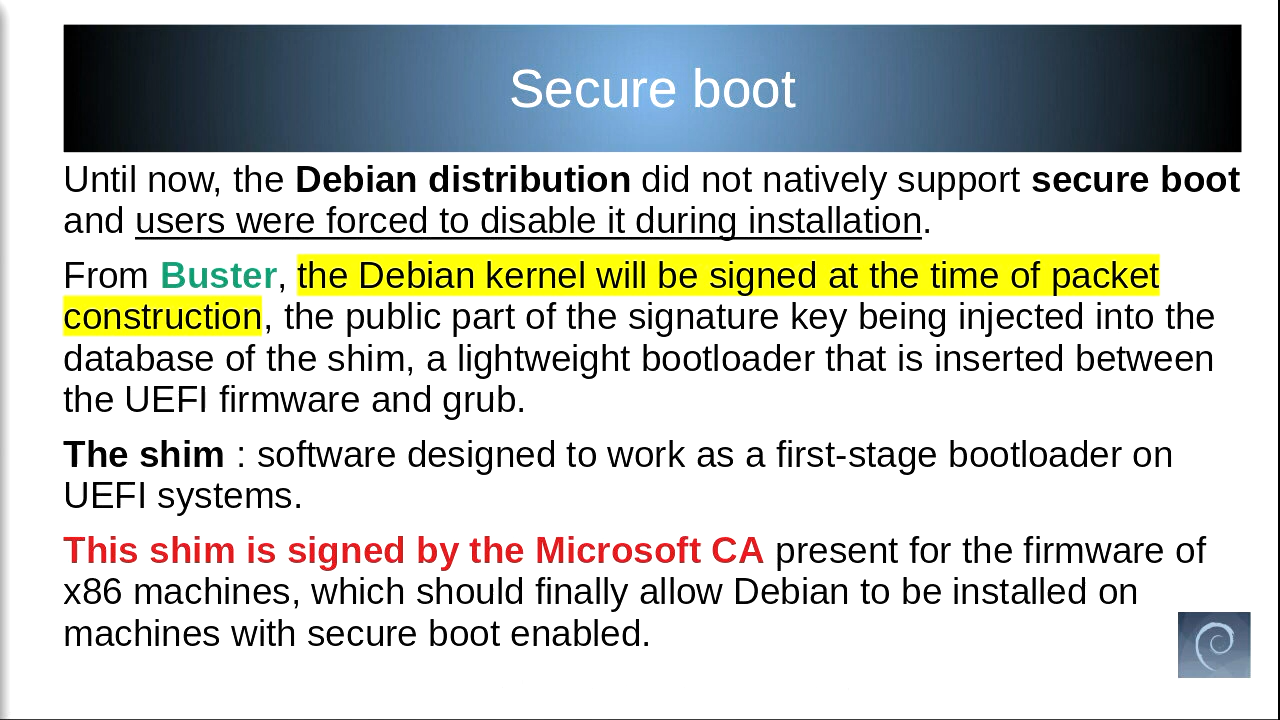 Secure boot
Until now, the Debian distribution did not natively support secure boot
and users were forced to disable it during installation.
From Buster, the Debian kernel will be signed at the time of packet
construction, the public part of the signature key being injected into the
database of the shim, a lightweight bootloader that is inserted between
the UEFI firmware and grub.
The shim : software designed to work as a first-stage bootloader on
UEFI systems.
This shim is signed by the Microsoft CA present for the firmware of
x86 machines, which should finally allow Debian to be installed on
machines with secure boot enabled.